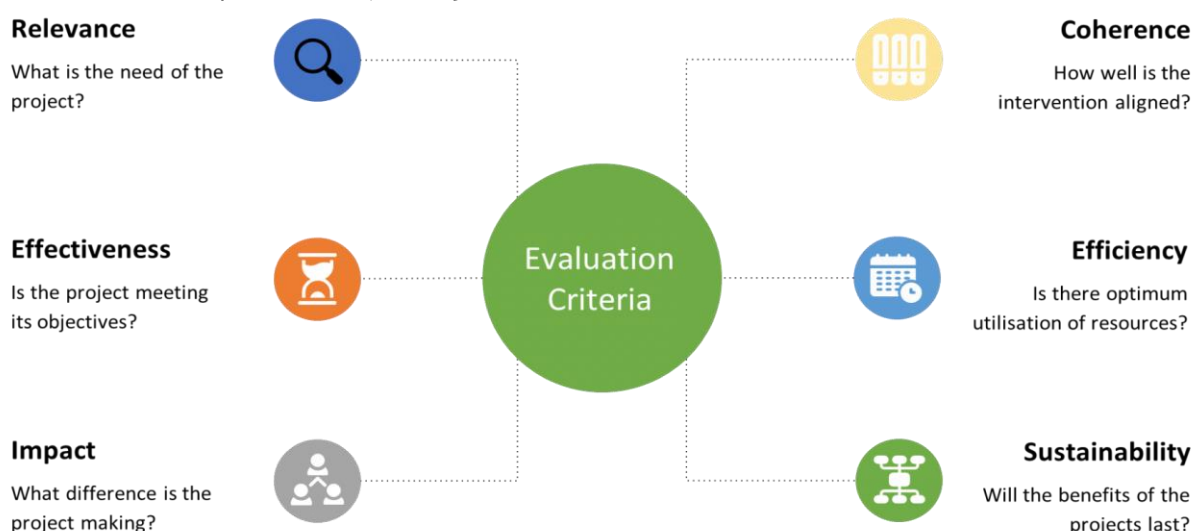 Relevance
What is the need of the
project?
Coherence
How well is the
intervention aligned?
Effectiveness
Is the project meeting
its objectives?
Evaluation
Criteria
Efficiency
Is there optimum
utilisation of resources?
Impact
What difference is the
project making?
Sustainability
Will the benefits of the
projects last?